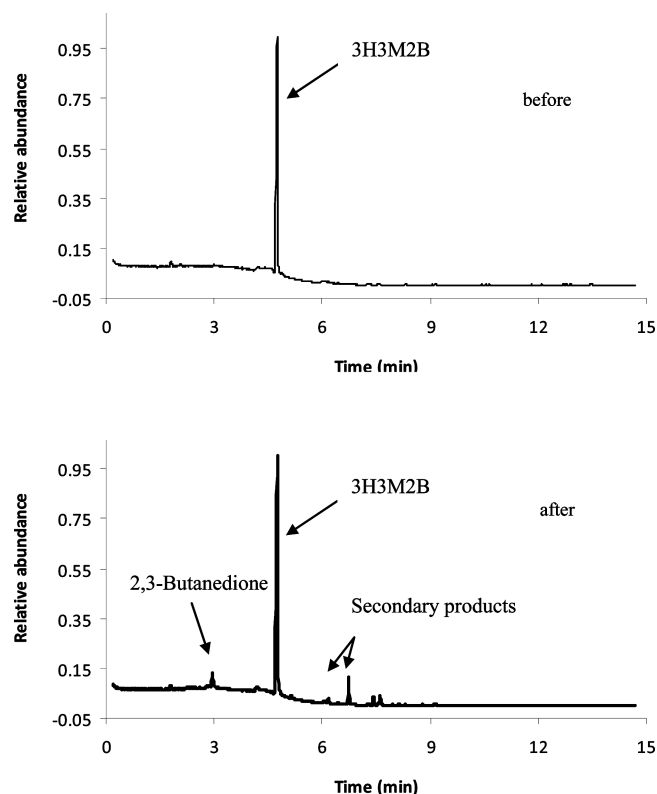 Relative abundance
0.95
0.75
0.55
0.35
0.15
-0.05
3H3M2B
before
0 3 6 9 12 15
Time (min)
Relative abundance
0.95
0.75
0.55
0.35
0.15
-0.05
3H3M2B
after
2,3-Butanedione
Secondary products
0 3 6 9 12 15
Time (min)